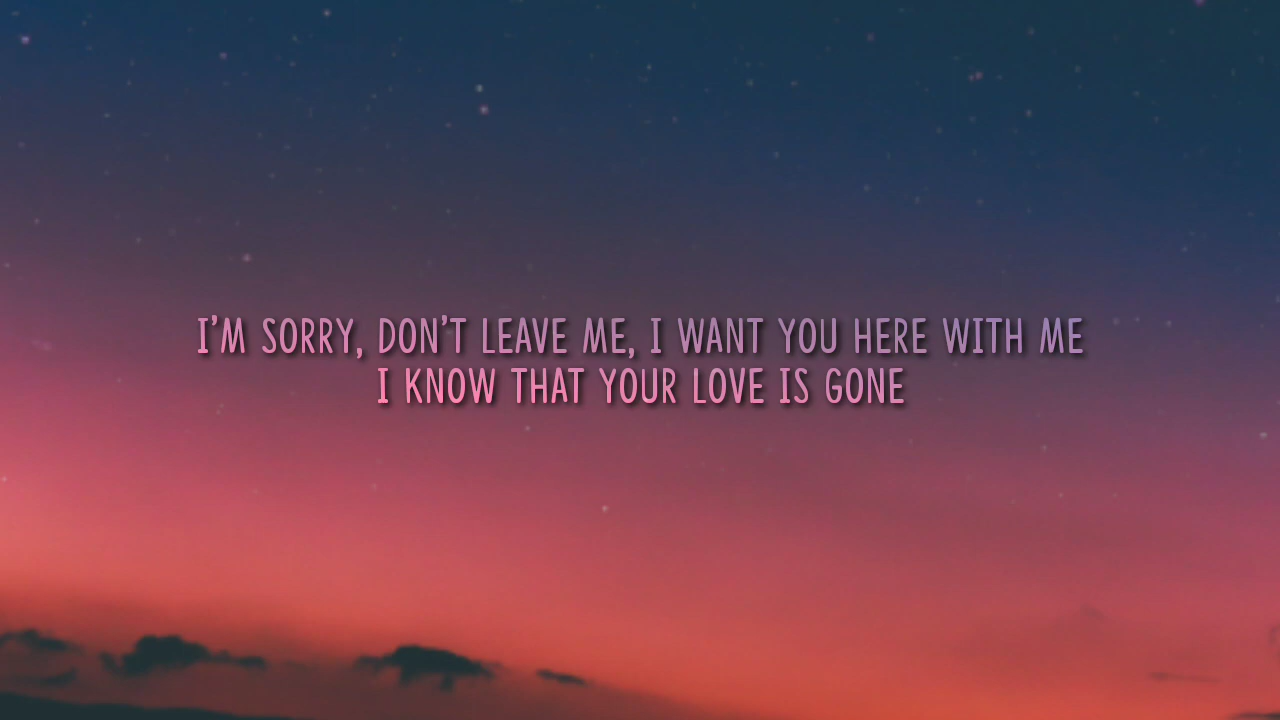 I'M SORRY, DON'T LEAVE ME, I WANT YOU HERE WITH ME
I KNOW THAT YOUR LOVE IS GONE